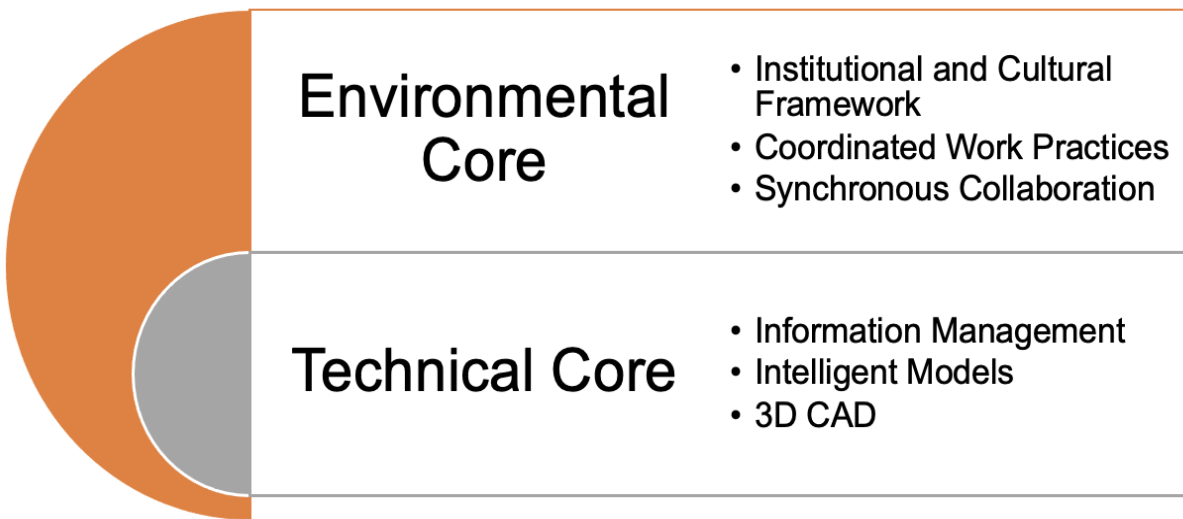 Environmental
Core
• Institutional and Cultural
Framework
• Coordinated Work Practices
• Synchronous Collaboration
Technical Core
• Information Management
• Intelligent Models
• 3D CAD